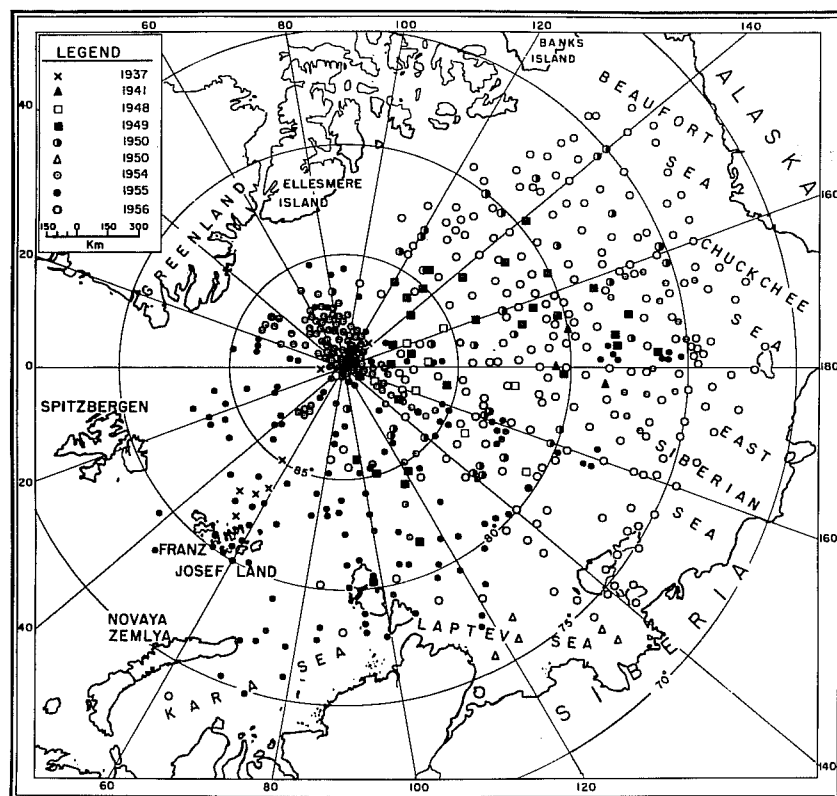 60
80
100
120
140
LEGEND
1937
1941
1948
1949
1950
1950
1954
1955
1956
150 0 150 300
Km
BANKS
ISLAND
BEAUFORT
SEA
ALASKA
40
ELLESMERE
ISLAND
GREENLAND
160
20
CHUCKCHEE
SEA
0
180
SPITZBERGEN
EAST
SIBERIAN
SEA
85°
20
80°
160
FRANZ
JOSEF LAND
NOVAYA
ZEMLYA
40
LAPTEV
SEA
75°
KARA SEA
SIBERIA
70°
60
80
100
120
140